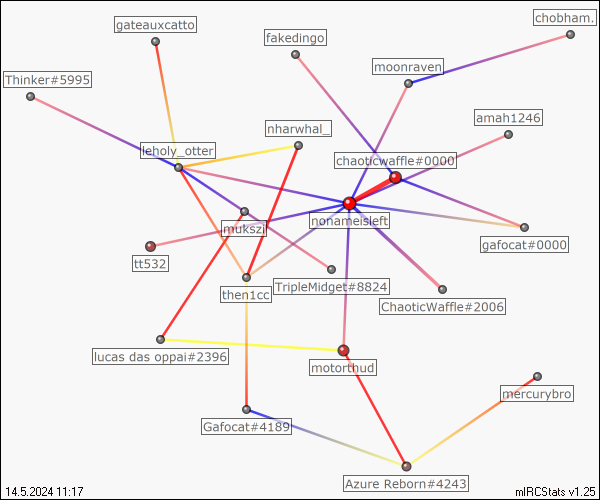 gateauxcatto
chobham.
fakedingo
moonraven
Thinker#5995
amah1246
nharwhal_
leholy_otter
chaoticwaffle#0000
mukszil
nonameisleft
gafocat#0000
tt532
TripleMidget#8824
then1cc
ChaoticWaffle#2006
lucas das oppai#2396
motorthud
mercurybro
Gafocat#4189
Azure Reborn#4243
14.5.2024 11:17
mIRCStats v1.25